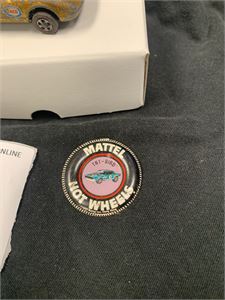 ONLINE
MATTEL
TNT-BIRD
HOT WHEELS